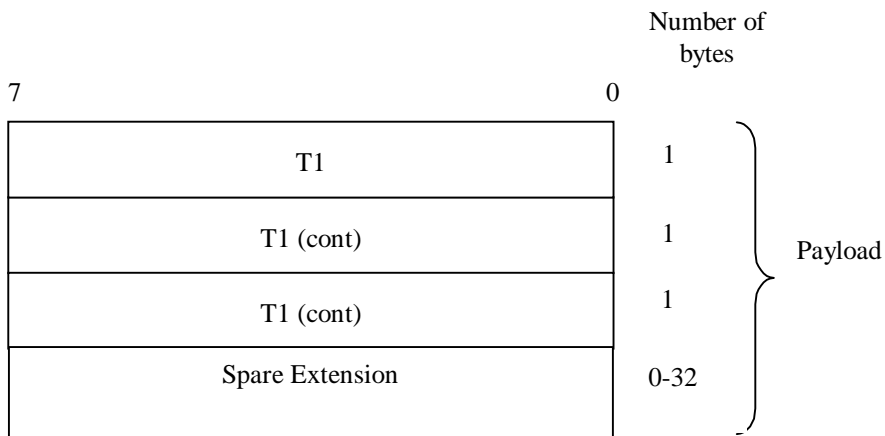 Number of
bytes
7 0
T1 1
T1 (cont) 1
Payload
T1 (cont) 1
Spare Extension 0-32